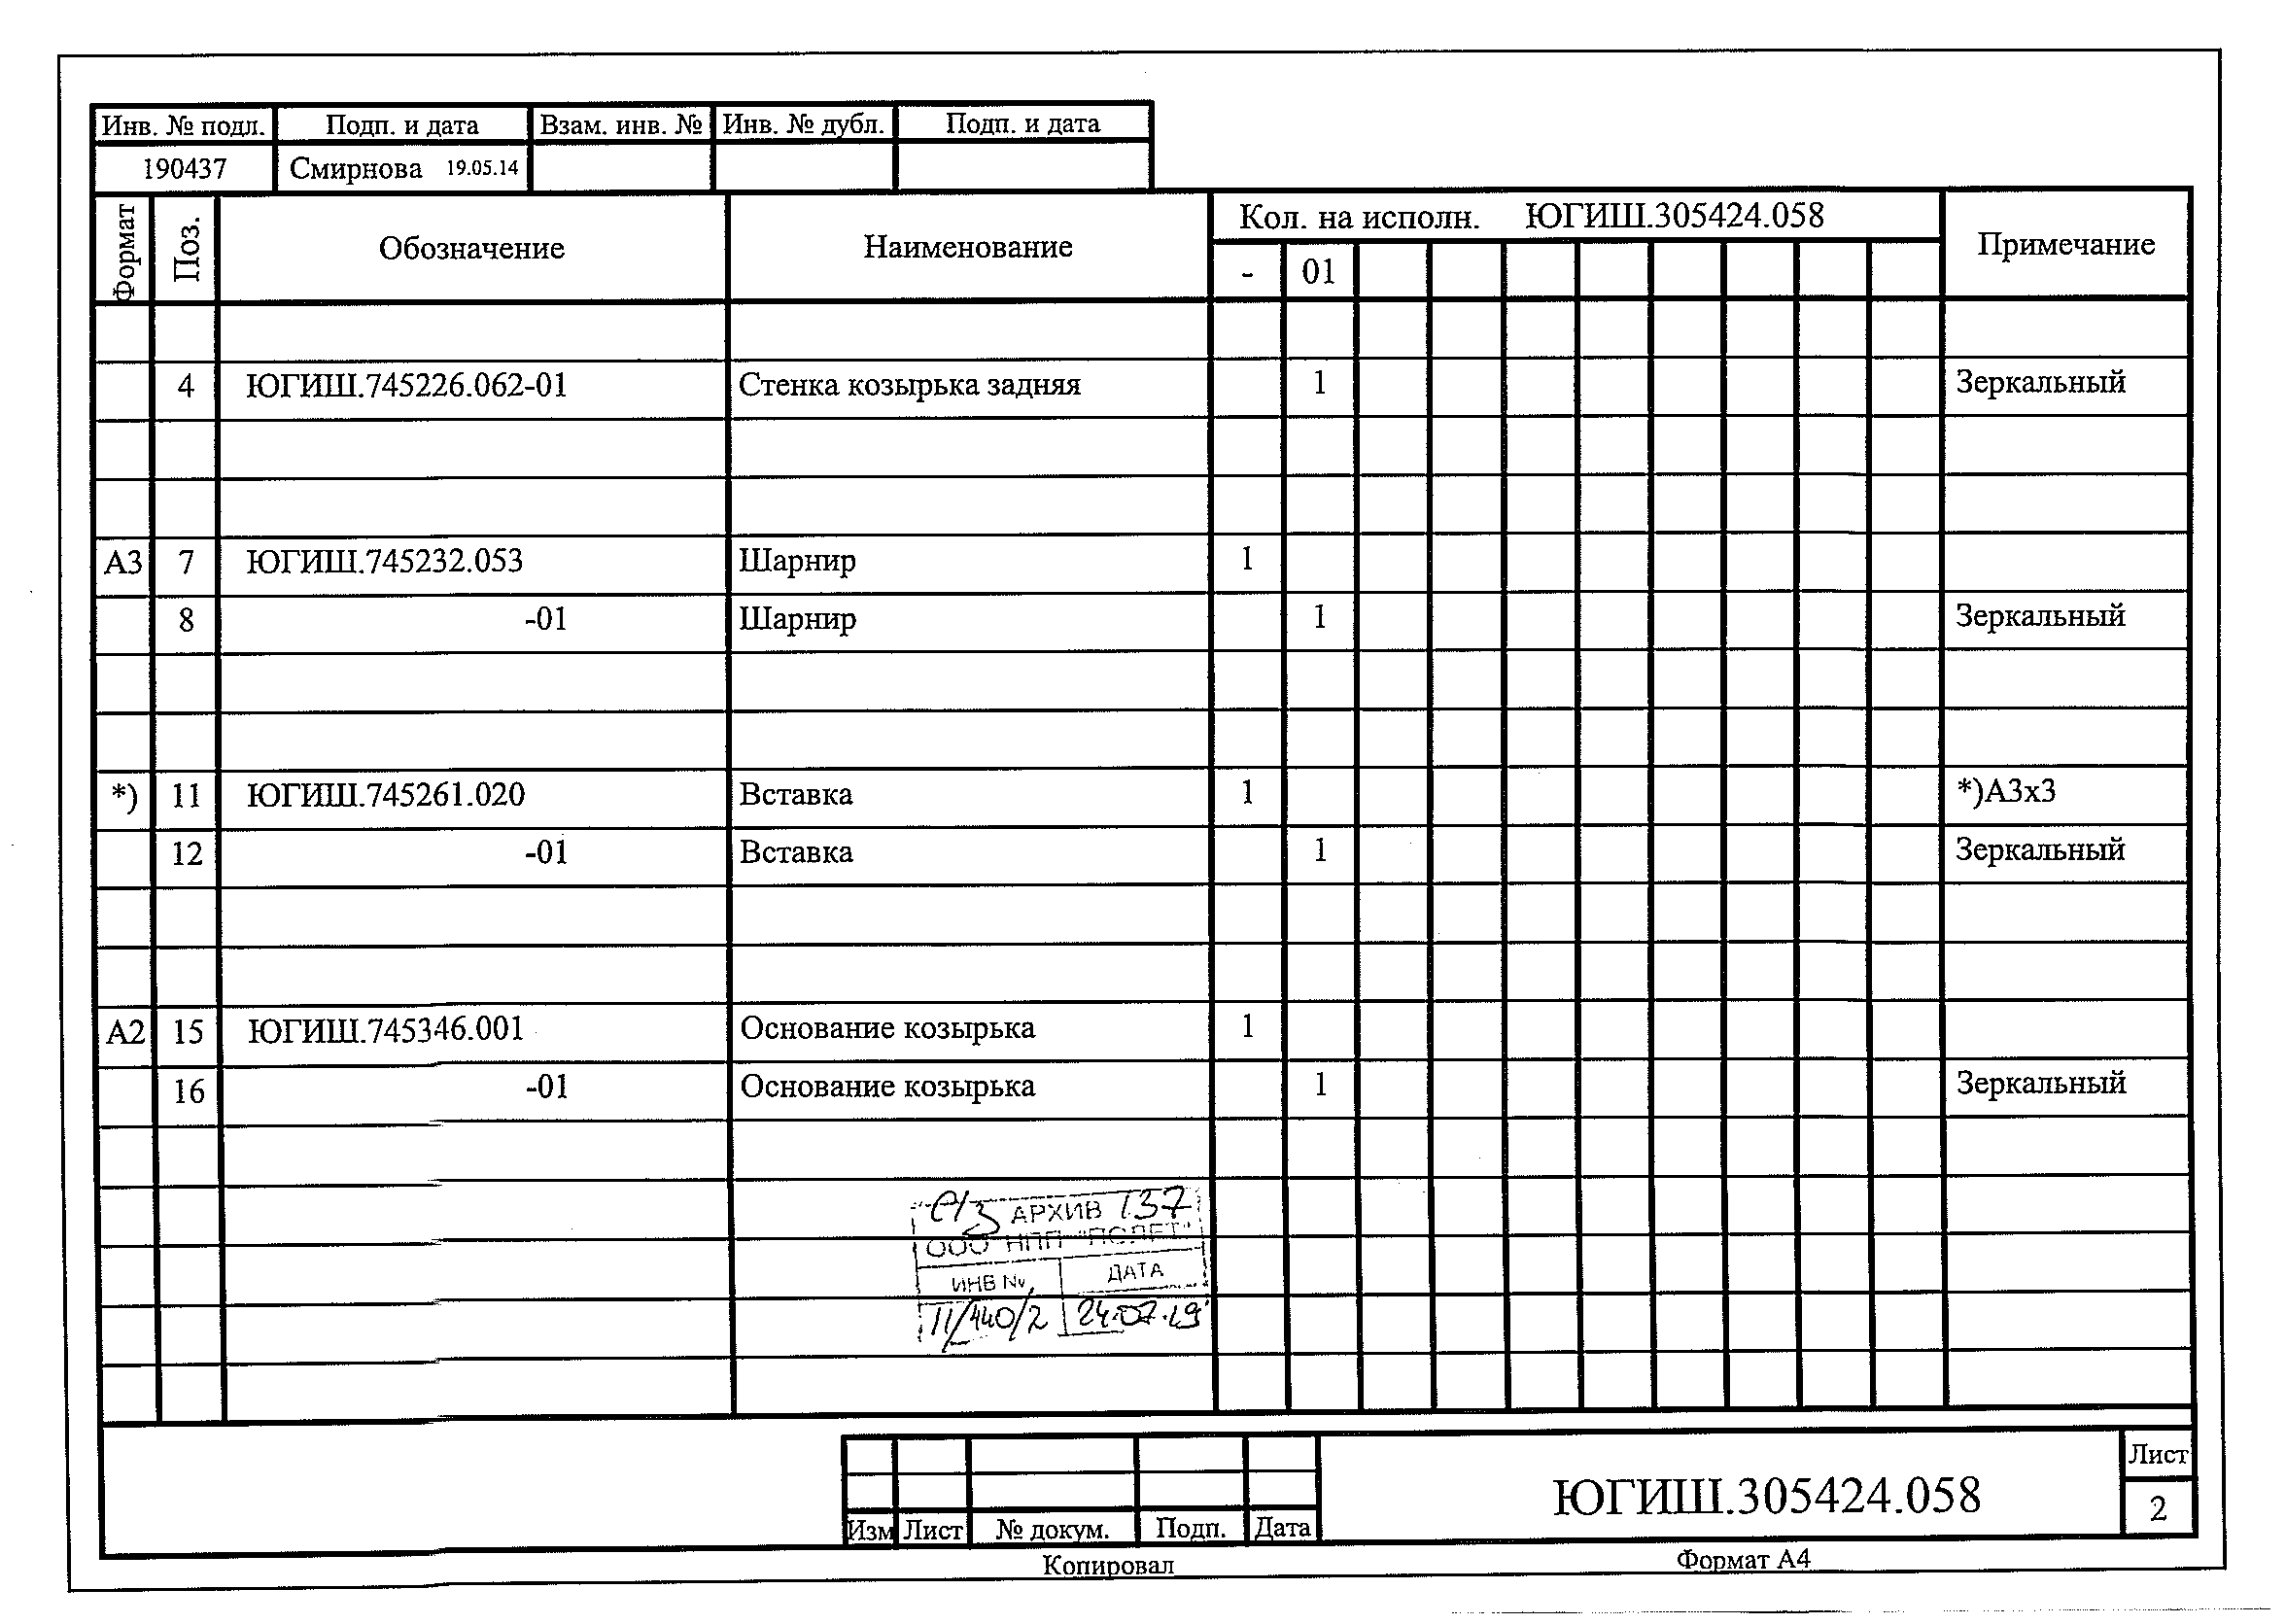 Инв. № подл. Подп. и дата Взам. инв. № Инв. № дубл. Подп. и дата
190437 Смирнова 19.05.14
Формат Поз. Обозначение Наименование Кол. на исполн. ЮГИШ.305424.058 Примечание
- 01
4 ЮГИШ.745226.062-01 Стенка козырька задняя 1 Зеркальный
А3 7 ЮГИШ.745232.053 Шарнир 1
8 -01 Шарнир 1 Зеркальный
*) 11 ЮГИШ.745261.020 Вставка 1 *)А3х3
12 -01 Вставка 1 Зеркальный
А2 15 ЮГИШ.745346.001 Основание козырька 1
16 -01 Основание козырька 1 Зеркальный
АРХИВ 137
ООО НПП "ПОЛЕТ"
ИНВ № ДАТА
11/440/2 24.07.19
Изм Лист № докум. Подп. Дата
ЮГИШ.305424.058
Лист
2
Копировал Формат А4